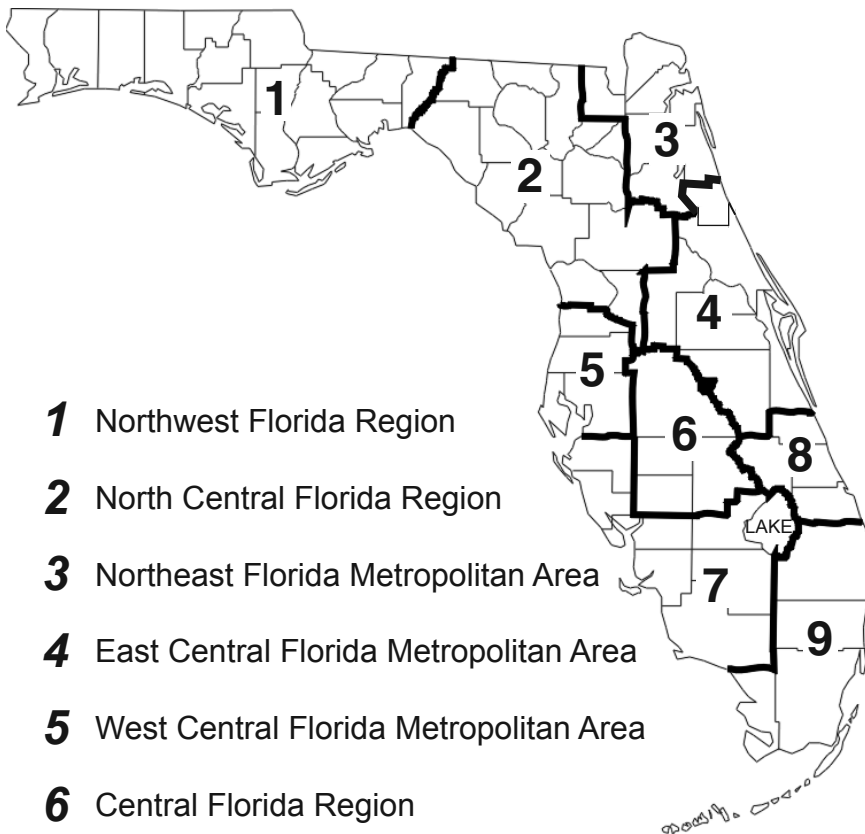 1
3
2
4
5
6
8
LAKE
7
9
1 Northwest Florida Region
2 North Central Florida Region
3 Northeast Florida Metropolitan Area
4 East Central Florida Metropolitan Area
5 West Central Florida Metropolitan Area
6 Central Florida Region